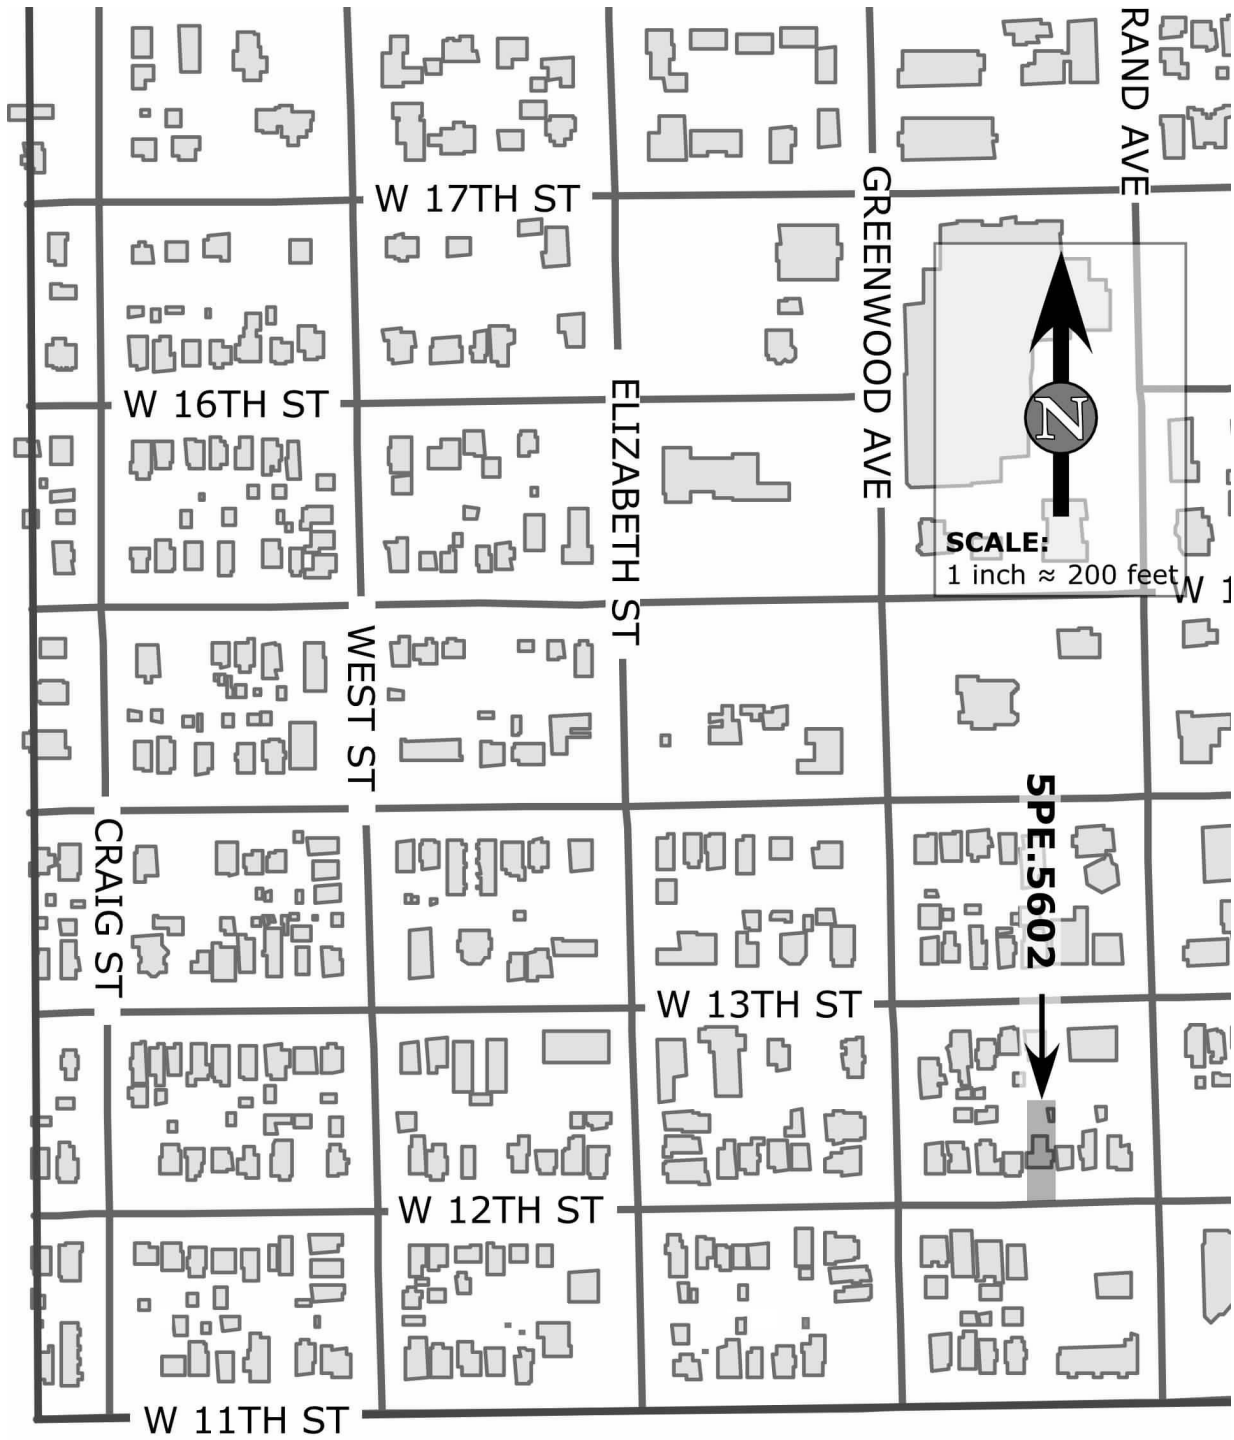 RAND AVE
W 17TH ST
GREENWOOD AVE
W 16TH ST
ELIZABETH ST
N
SCALE:
1 inch ≈ 200 feet
W 1
WEST ST
5PE.5602
CRAIG ST
W 13TH ST
W 12TH ST
W 11TH ST